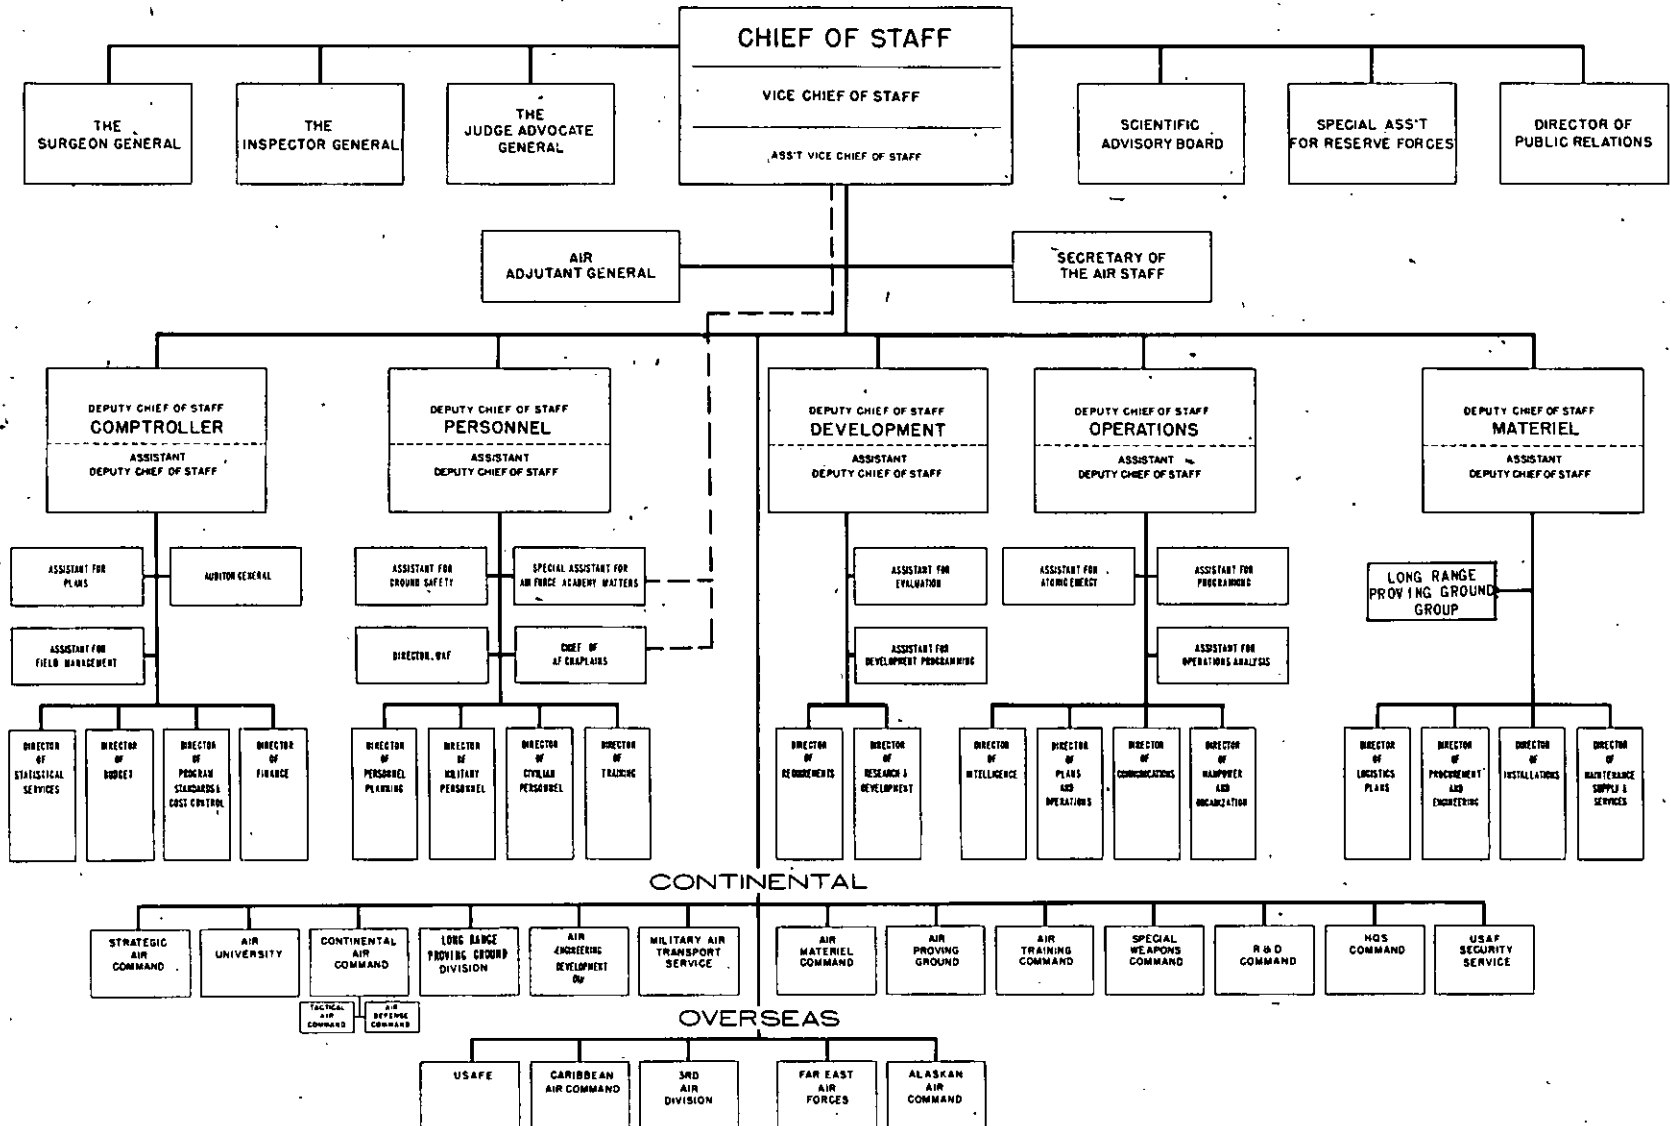 CHIEF OF STAFF
VICE CHIEF OF STAFF
ASS'T VICE CHIEF OF STAFF
THE
SURGEON GENERAL
THE
INSPECTOR GENERAL
THE
JUDGE ADVOCATE
GENERAL
SCIENTIFIC
ADVISORY BOARD
SPECIAL ASS'T
FOR RESERVE FORCES
DIRECTOR OF
PUBLIC RELATIONS
AIR
ADJUTANT GENERAL
SECRETARY OF
THE AIR STAFF
DEPUTY CHIEF OF STAFF
COMPTROLLER
ASSISTANT
DEPUTY CHIEF OF STAFF
DEPUTY CHIEF OF STAFF
PERSONNEL
ASSISTANT
DEPUTY CHIEF OF STAFF
DEPUTY CHIEF OF STAFF
DEVELOPMENT
ASSISTANT
DEPUTY CHIEF OF STAFF
DEPUTY CHIEF OF STAFF
OPERATIONS
ASSISTANT
DEPUTY CHIEF OF STAFF
DEPUTY CHIEF OF STAFF
MATERIEL
ASSISTANT
DEPUTY CHIEF OF STAFF
ASSISTANT FOR
PLANS
AUDITOR GENERAL
ASSISTANT FOR
GROUND SAFETY
SPECIAL ASSISTANT FOR
AIR FORCE ACADEMY MATTERS
ASSISTANT FOR
EVALUATION
ASSISTANT FOR
ATOMIC ENERGY
ASSISTANT FOR
PROGRAMMING
LONG RANGE
PROVING GROUND
GROUP
ASSISTANT FOR
FIELD MANAGEMENT
DIRECTOR, WAF
CHIEF OF
AF CHAPLAINS
ASSISTANT FOR
DEVELOPMENT PROGRAMMING
ASSISTANT FOR
OPERATIONS ANALYSIS
DIRECTOR
OF
STATISTICAL
SERVICES
DIRECTOR
OF
BUDGET
DIRECTOR
OF
PROGRAM
STANDARDS &
COST CONTROL
DIRECTOR
OF
FINANCE
DIRECTOR
OF
PERSONNEL
PLANNING
DIRECTOR
OF
MILITARY
PERSONNEL
DIRECTOR
OF
CIVILIAN
PERSONNEL
DIRECTOR
OF
TRAINING
DIRECTOR
OF
REQUIREMENTS
DIRECTOR
OF
RESEARCH &
DEVELOPMENT
DIRECTOR
OF
INTELLIGENCE
DIRECTOR
OF
PLANS
AND
OPERATIONS
DIRECTOR
OF
COMMUNICATIONS
DIRECTOR
OF
MANPOWER
AND
ORGANIZATION
DIRECTOR
OF
LOGISTICS
PLANS
DIRECTOR
OF
PROCUREMENT
AND
ENGINEERING
DIRECTOR
OF
INSTALLATIONS
DIRECTOR
OF
MAINTENANCE
SUPPLY &
SERVICES
CONTINENTAL
STRATEGIC
AIR
COMMAND
AIR
UNIVERSITY
CONTINENTAL
AIR
COMMAND
LONG RANGE
PROVING GROUND
DIVISION
AIR
ENGINEERING
DEVELOPMENT
DIV
MILITARY AIR
TRANSPORT
SERVICE
AIR
MATERIEL
COMMAND
AIR
PROVING
GROUND
AIR
TRAINING
COMMAND
SPECIAL
WEAPONS
COMMAND
R & D
COMMAND
HQS
COMMAND
USAF
SECURITY
SERVICE
TACTICAL
AIR
COMMAND
AIR
DEFENSE
COMMAND
OVERSEAS
USAFE
CARIBBEAN
AIR COMMAND
3RD
AIR
DIVISION
FAR EAST
AIR
FORCES
ALASKAN
AIR
COMMAND